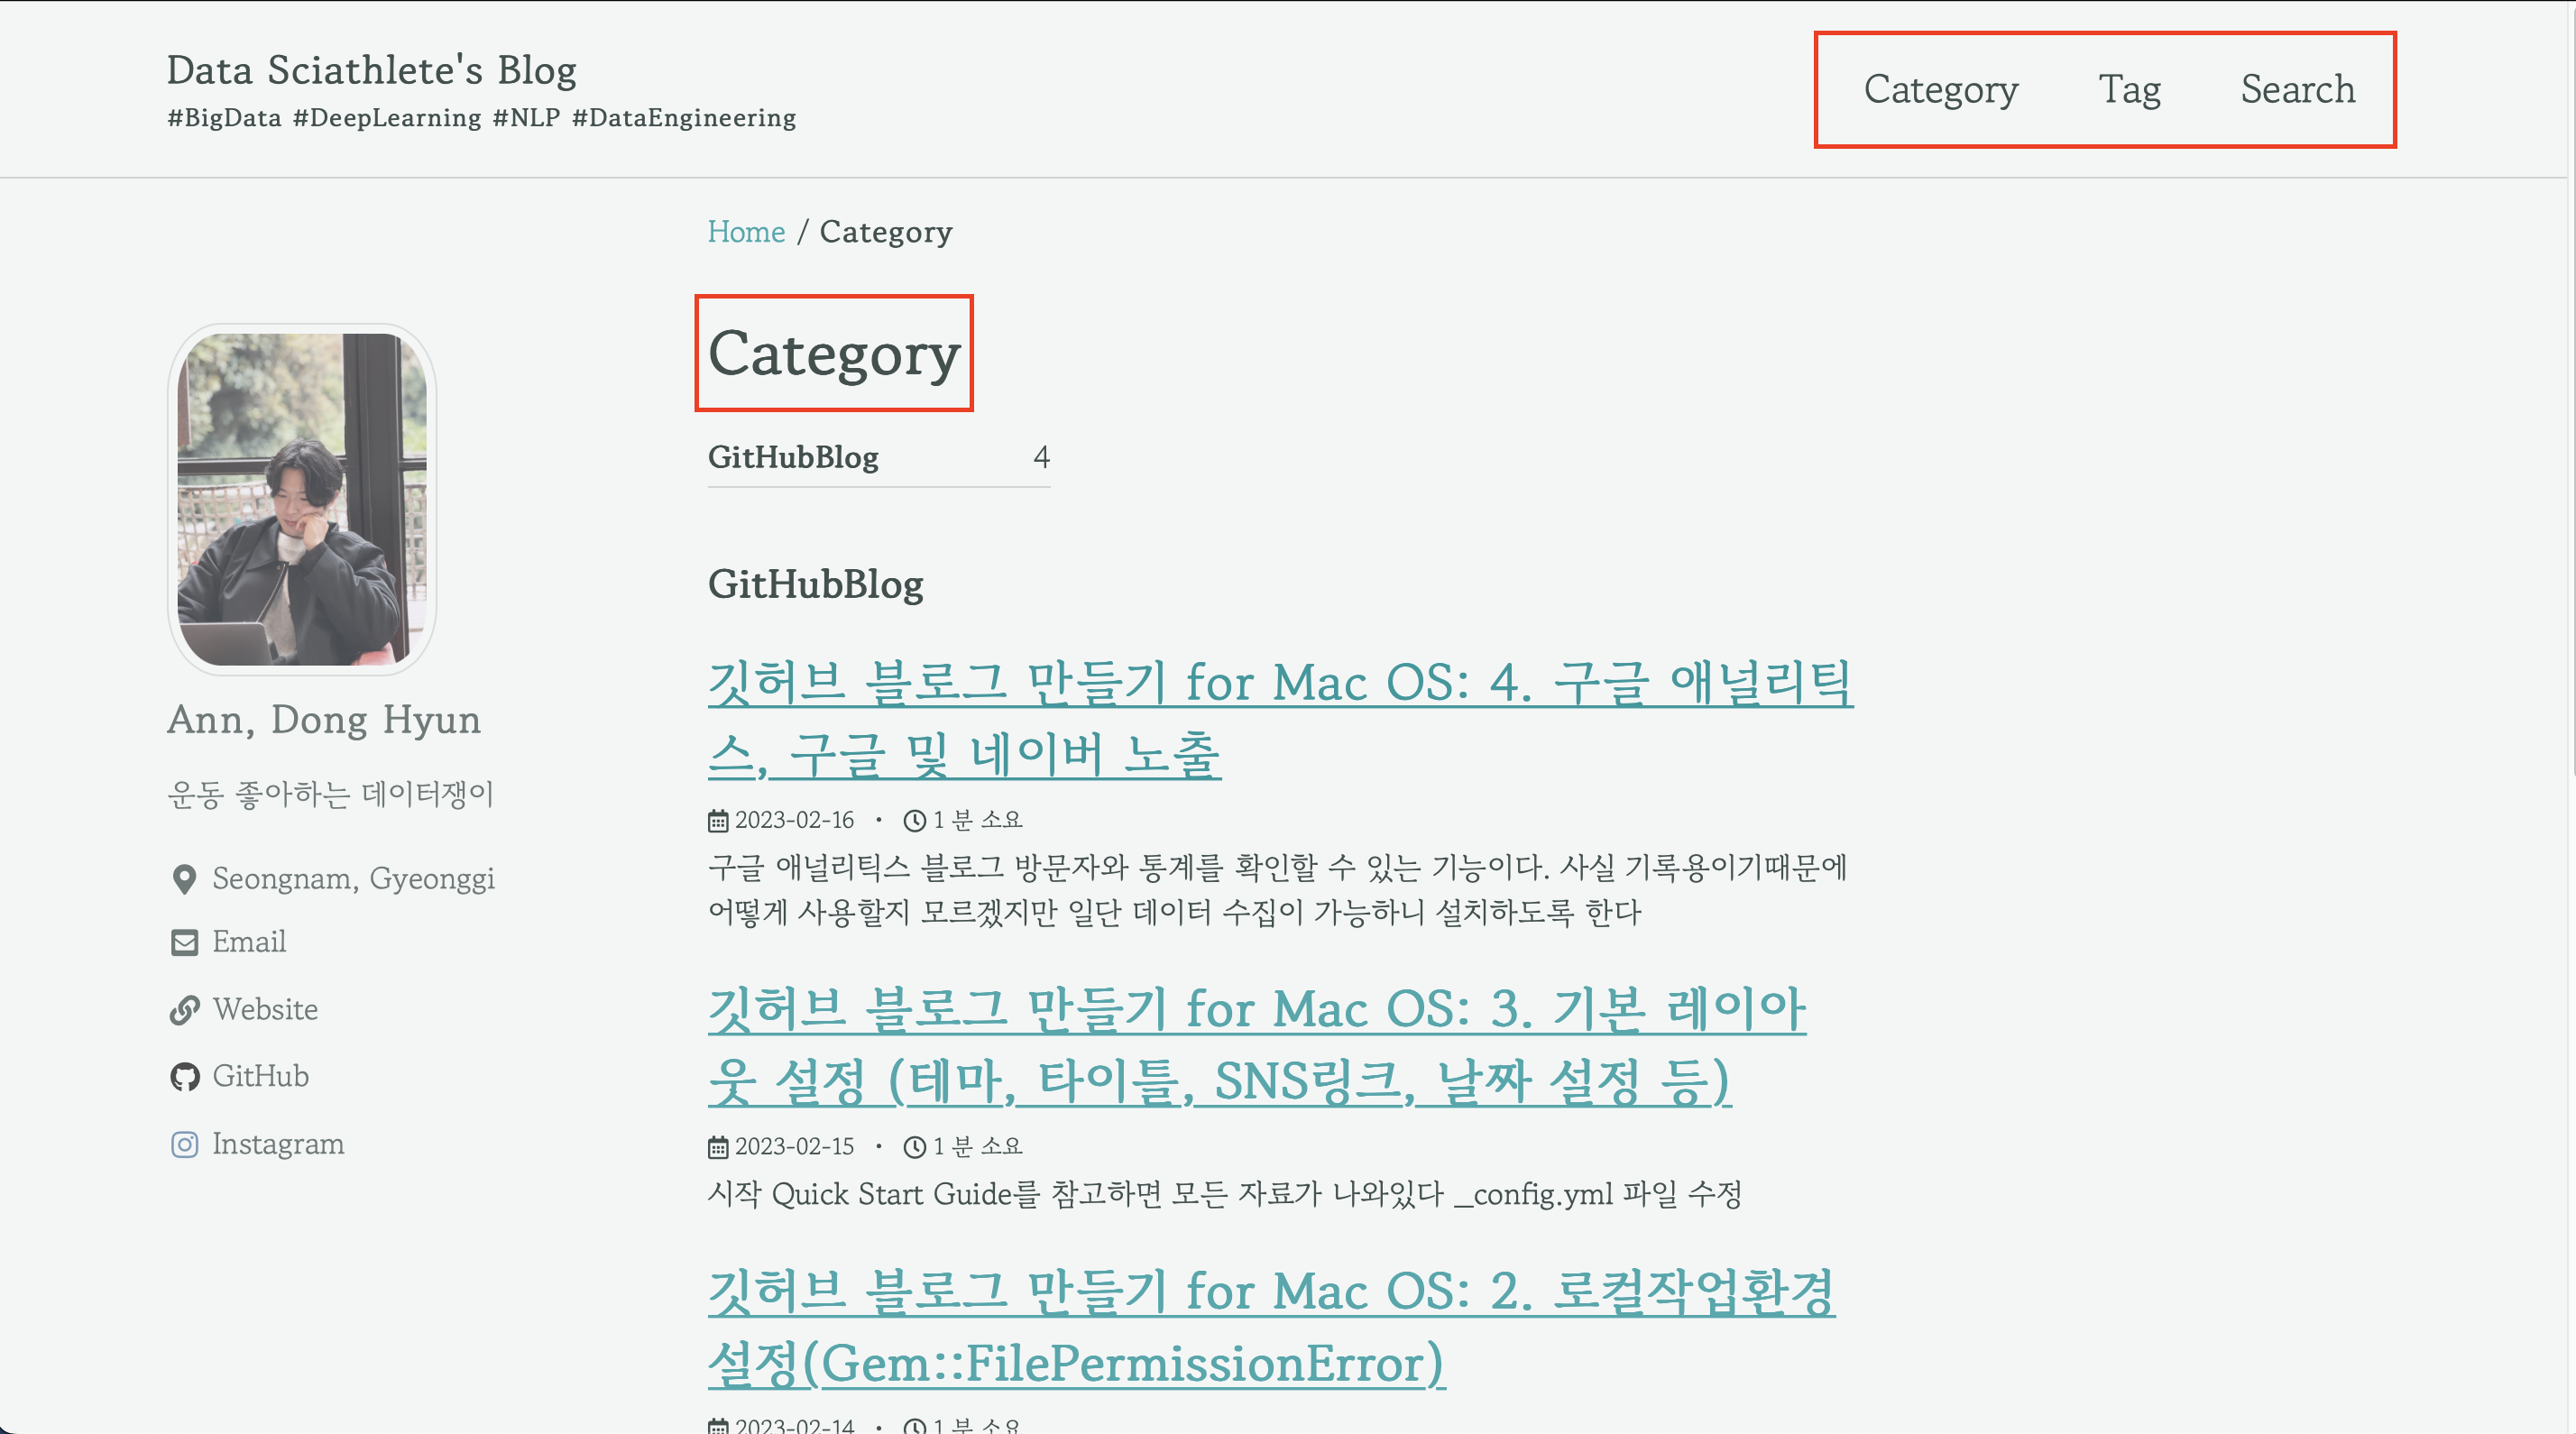 Data Sciathlete's Blog
#BigData #DeepLearning #NLP #DataEngineering
Category Tag Search
Home / Category
Category
GitHubBlog 4
GitHubBlog
깃허브 블로그 만들기 for Mac OS: 4. 구글 애널리틱
스, 구글 및 네이버 노출
2023-02-16 • 1 분 소요
구글 애널리틱스 블로그 방문자와 통계를 확인할 수 있는 기능이다. 사실 기록용이기때문에
어떻게 사용할지 모르겠지만 일단 데이터 수집이 가능하니 설치하도록 한다
깃허브 블로그 만들기 for Mac OS: 3. 기본 레이아
웃 설정 (테마, 타이틀, SNS링크, 날짜 설정 등)
2023-02-15 • 1 분 소요
시작 Quick Start Guide를 참고하면 모든 자료가 나와있다 _config.yml 파일 수정
깃허브 블로그 만들기 for Mac OS: 2. 로컬작업환경
설정(Gem::FilePermissionError)
2023-02-14 • 1 분 소요
Ann, Dong Hyun
운동 좋아하는 데이터쟁이
Seongnam, Gyeonggi
Email
Website
GitHub
Instagram